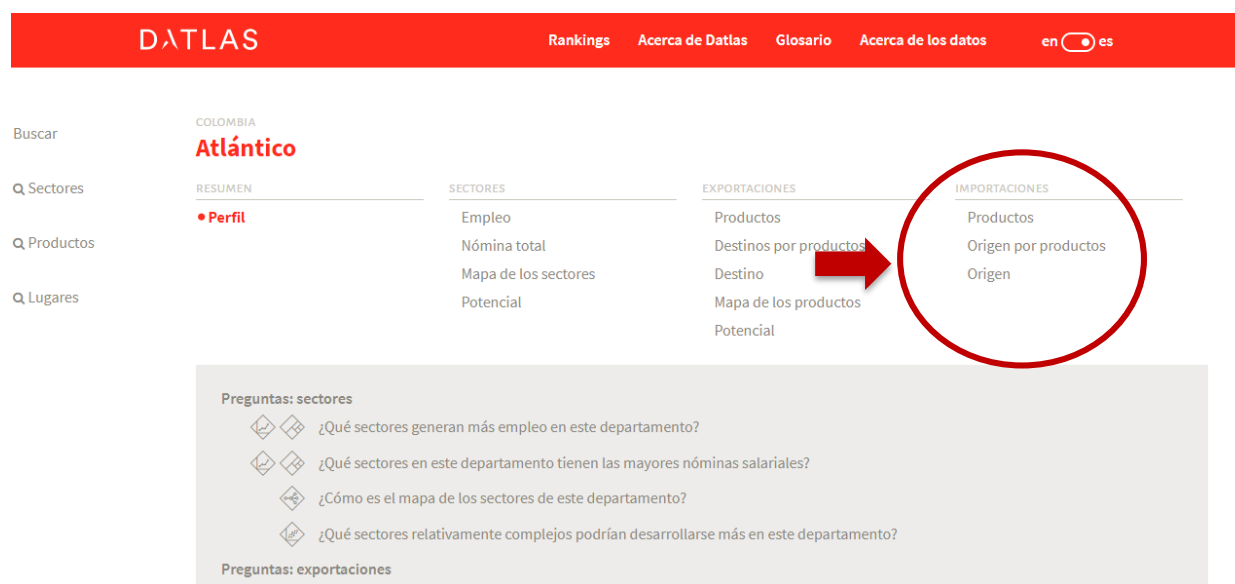 DATLAS
Rankings Acerca de Datlas Glosario Acerca de los datos en es
Buscar
Sectores
Productos
Lugares
COLOMBIA
Atlántico
RESUMEN
Perfil
SECTORES
Empleo
Nómina total
Mapa de los sectores
Potencial
EXPORTACIONES
Productos
Destinos por productos
Destino
Mapa de los productos
Potencial
IMPORTACIONES
Productos
Origen por productos
Origen
Preguntas: sectores
¿Qué sectores generan más empleo en este departamento?
¿Qué sectores en este departamento tienen las mayores nóminas salariales?
¿Cómo es el mapa de los sectores de este departamento?
¿Qué sectores relativamente complejos podrían desarrollarse más en este departamento?
Preguntas: exportaciones